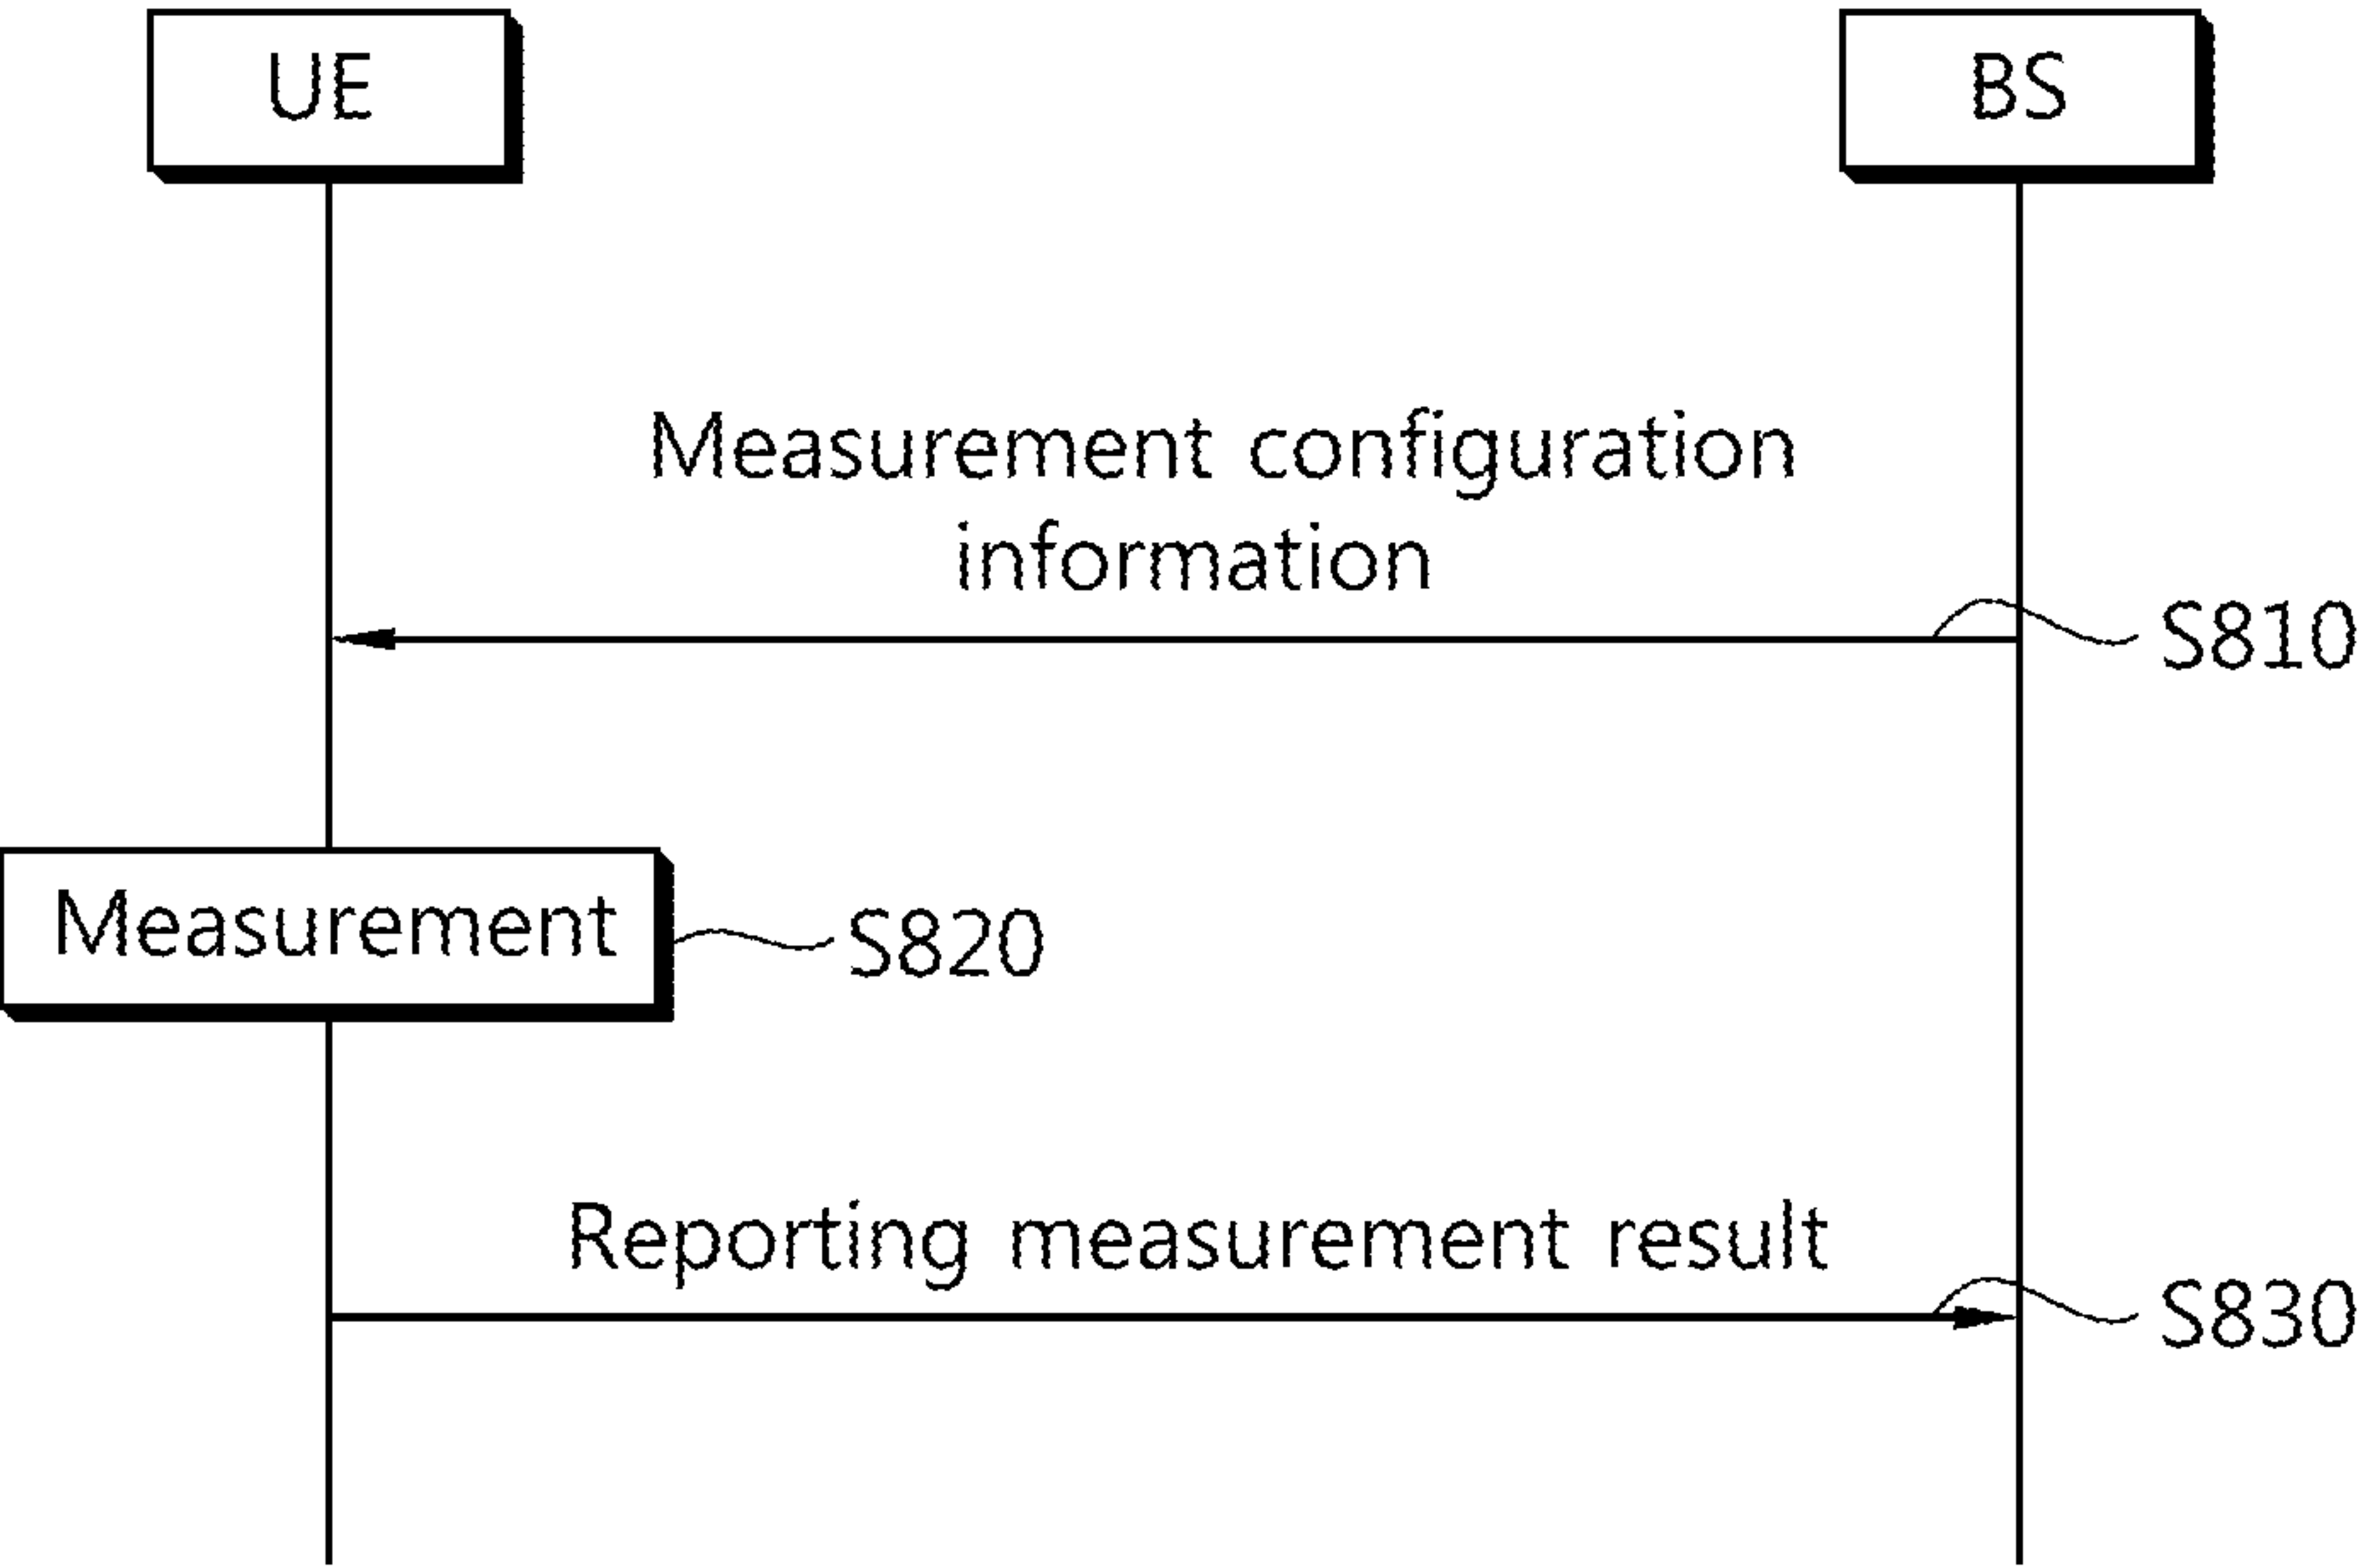 UE
BS
Measurement configuration
information
S810
Measurement
S820
Reporting measurement result
S830